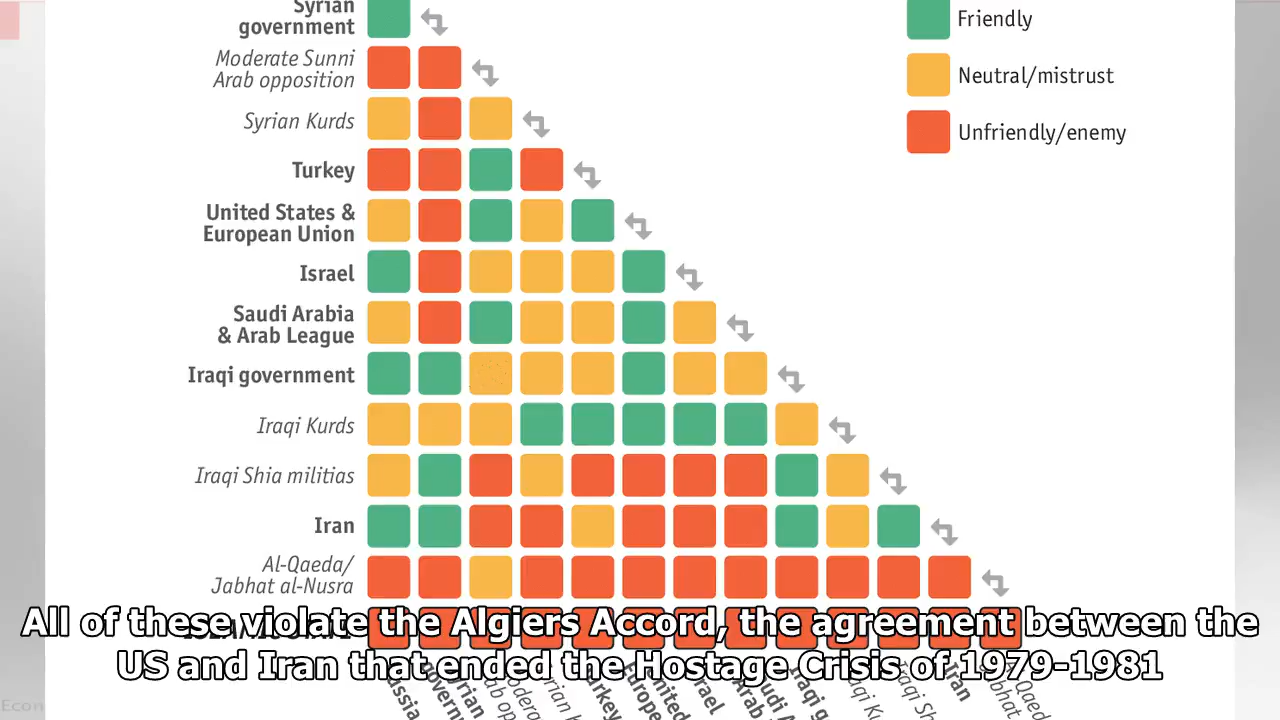 Syrian
government
Friendly
Moderate Sunni
Arab opposition
Neutral/mistrust
Syrian Kurds
Unfriendly/enemy
Turkey
United States &
European Union
Israel
Saudi Arabia
& Arab League
Iraqi government
Iraqi Kurds
Iraqi Shia militias
Iran
Al-Qaeda/
Jabhat al-Nusra
All of these violate the Algiers Accord, the agreement between the
US and Iran that ended the Hostage Crisis of 1979-1981
Iran
Econ